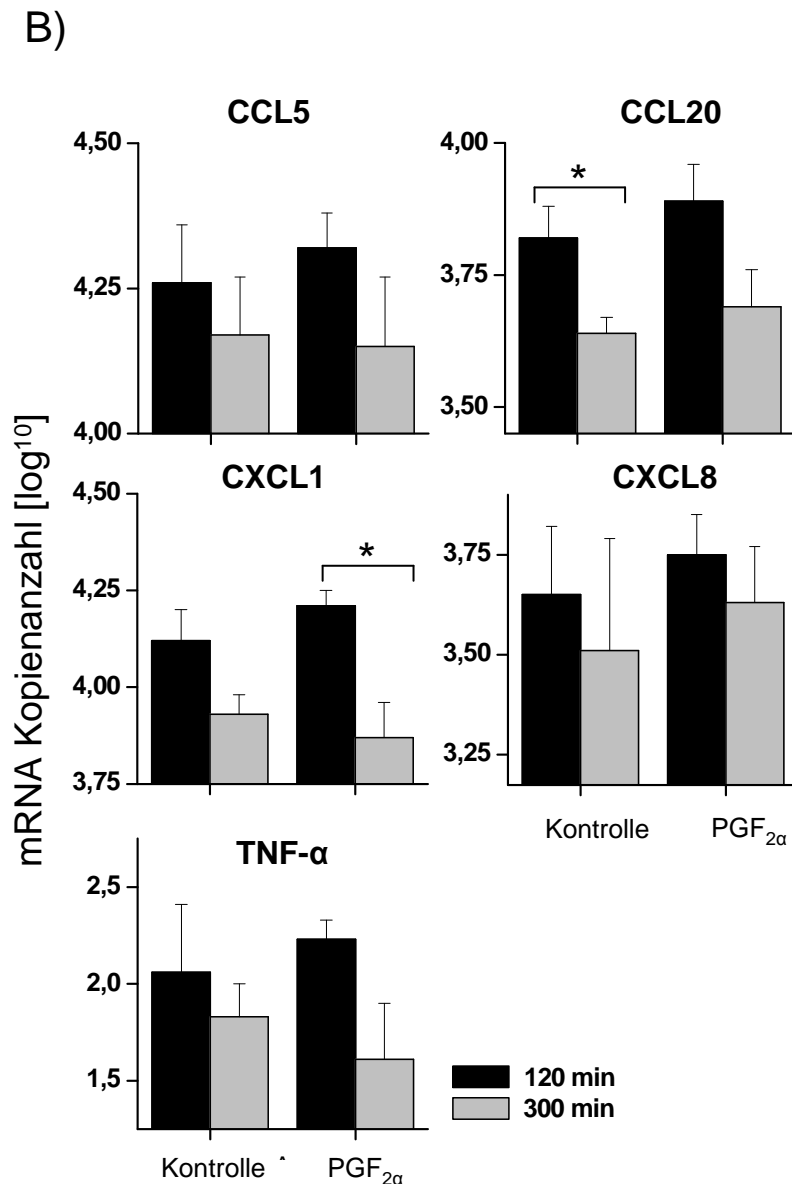 B)
CCL5
4,50
4,25
4,00
CCL20
*
4,00
3,75
3,50
mRNA Kopienanzahl [log¹⁰]
CXCL1
*
4,50
4,25
4,00
3,75
CXCL8
3,75
3,50
3,25
Kontrolle PGF₂α
TNF-α
2,5
2,0
1,5
Kontrolle PGF₂α
120 min
300 min